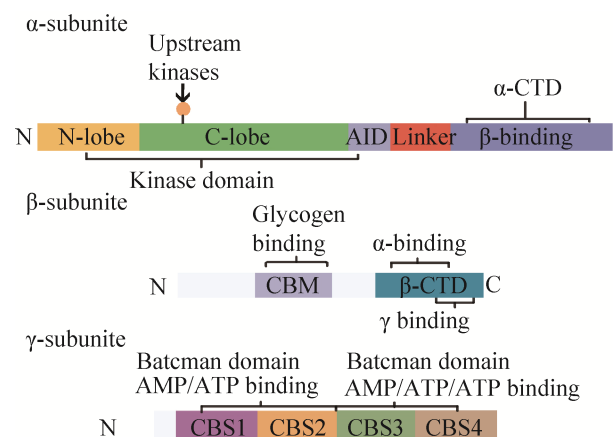 α-subunite
Upstream
kinases
α-CTD
N N-lobe C-lobe AID Linker β-binding
Kinase domain
β-subunite
Glycogen
binding
α-binding
N CBM β-CTD C
γ binding
γ-subunite
Batcman domain Batcman domain
AMP/ATP binding AMP/ATP/ATP binding
N CBS1 CBS2 CBS3 CBS4